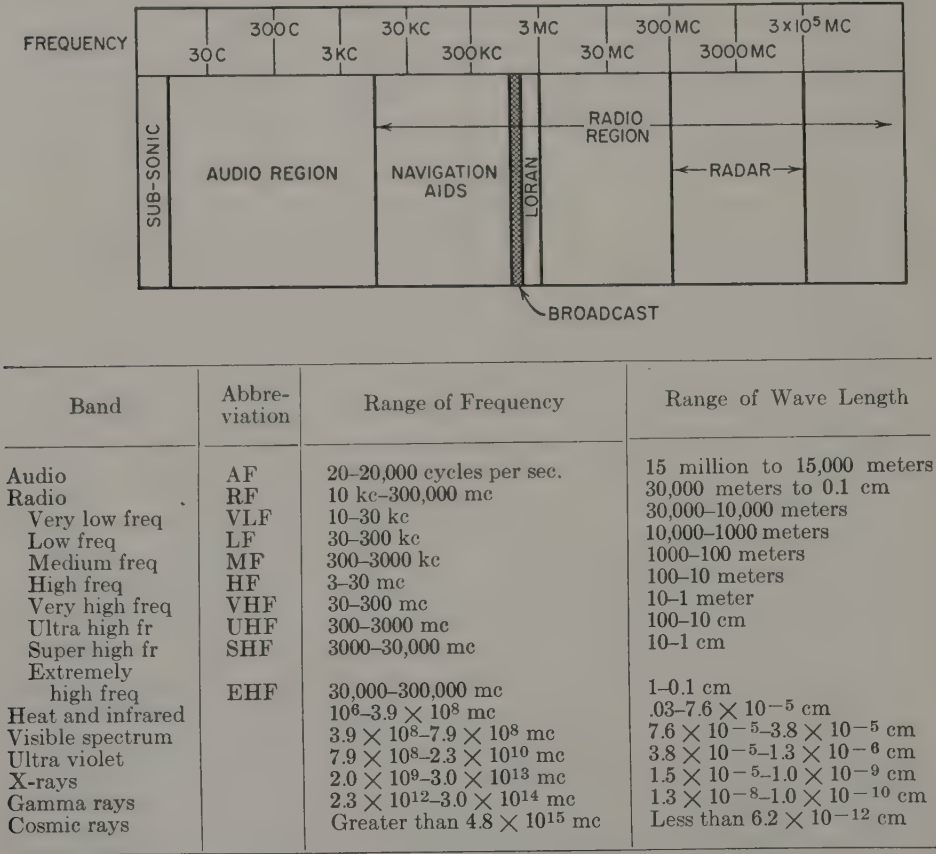 FREQUENCY
30C 300C 3KC 30KC 300KC 3MC 30MC 300MC 3000MC 3×10⁵MC
SUB-SONIC
AUDIO REGION
NAVIGATION
AIDS
LORAN
RADIO
REGION
RADAR
BROADCAST
Band Abbre-viation Range of Frequency Range of Wave Length
Audio AF 20–20,000 cycles per sec. 15 million to 15,000 meters
Radio RF 10 kc–300,000 mc 30,000 meters to 0.1 cm
Very low freq VLF 10–30 kc 30,000–10,000 meters
Low freq LF 30–300 kc 10,000–1000 meters
Medium freq MF 300–3000 kc 1000–100 meters
High freq HF 3–30 mc 100–10 meters
Very high freq VHF 30–300 mc 10–1 meter
Ultra high fr UHF 300–3000 mc 100–10 cm
Super high fr SHF 3000–30,000 mc 10–1 cm
Extremely
high freq EHF 30,000–300,000 mc 1–0.1 cm
Heat and infrared 10⁶–3.9 × 10⁸ mc .03–7.6 × 10⁻⁵ cm
Visible spectrum 3.9 × 10⁸–7.9 × 10⁸ mc 7.6 × 10⁻⁵–3.8 × 10⁻⁵ cm
Ultra violet 7.9 × 10⁸–2.3 × 10¹⁰ mc 3.8 × 10⁻⁵–1.3 × 10⁻⁶ cm
X-rays 2.0 × 10⁹–3.0 × 10¹³ mc 1.5 × 10⁻⁵–1.0 × 10⁻⁹ cm
Gamma rays 2.3 × 10¹²–3.0 × 10¹⁴ mc 1.3 × 10⁻⁸–1.0 × 10⁻¹⁰ cm
Cosmic rays Greater than 4.8 × 10¹⁵ mc Less than 6.2 × 10⁻¹² cm